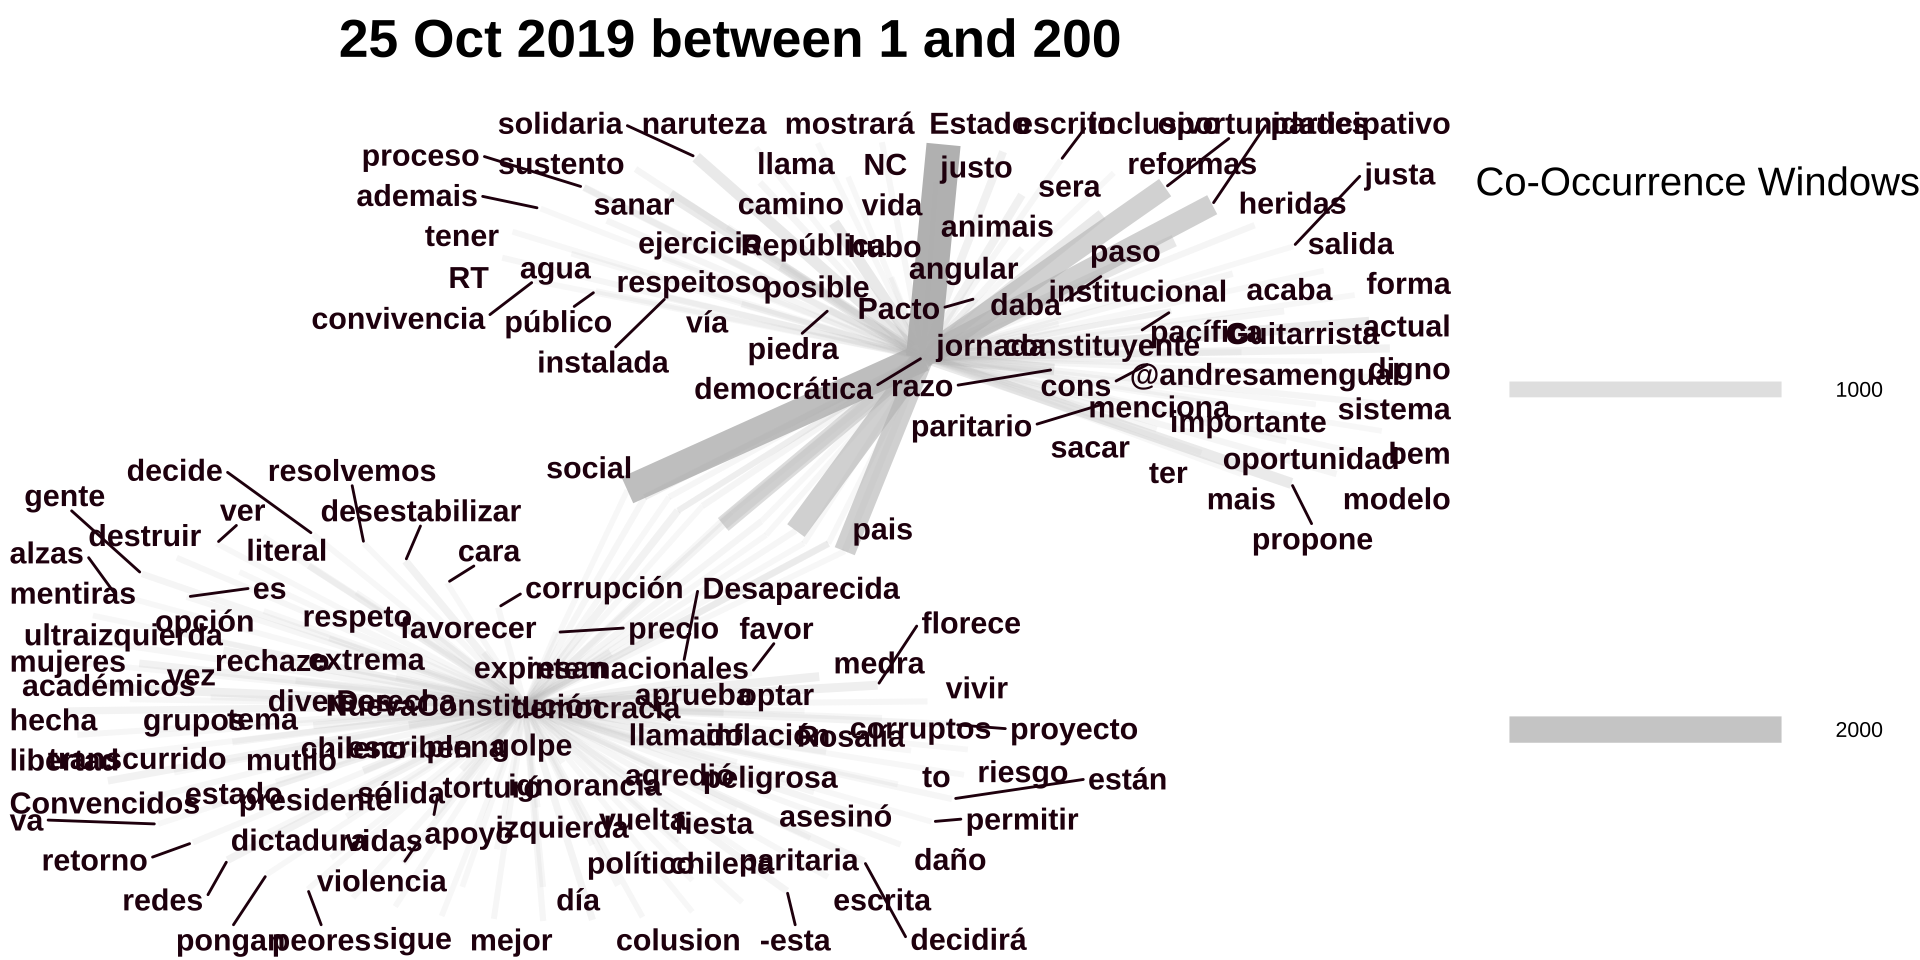 25 Oct 2019 between 1 and 200
solidaria naruteza mostrará Estado escrito inclusivo oportunidades participativo
proceso sustento llama NC justo reformas justa
Co-Occurrence Windows
ademais sanar camino vida sera heridas
tener ejercicio República hubo animais paso salida
RT agua respeitoso posible angular institucional acaba forma
convivencia público vía Pacto daba pacífica Guitarrista actual
instalada piedra jornada constituyente
democrática razo cons @andresamengual digno
1000
paritario menciona importante sistema
social sacar ter oportunidad bem
decide resolvemos mais modelo
gente ver desestabilizar pais propone
destruir literal cara
alzas
mentiras es corrupción Desaparecida
ultraizquierda opción respeto favorecer precio favor florece
mujeres vez rechazo extrema expresan internacionales medra
académicos diversos Derecha NuevaConstitución democracia aprueba optar vivir
hecha grupos tema llamado inflación Rosalía corruptos proyecto
2000
libertad transcurrido mutiló chileno escriben plena golpe
Convencidos estado presidente sólida torturó ignorancia agredió peligrosa to riesgo están
va dictadura vidas apoyo izquierda vuelta fiesta asesinó permitir
retorno violencia político chilena paritaria daño
redes día escrita
pongan peores sigue mejor colusion -esta decidirá